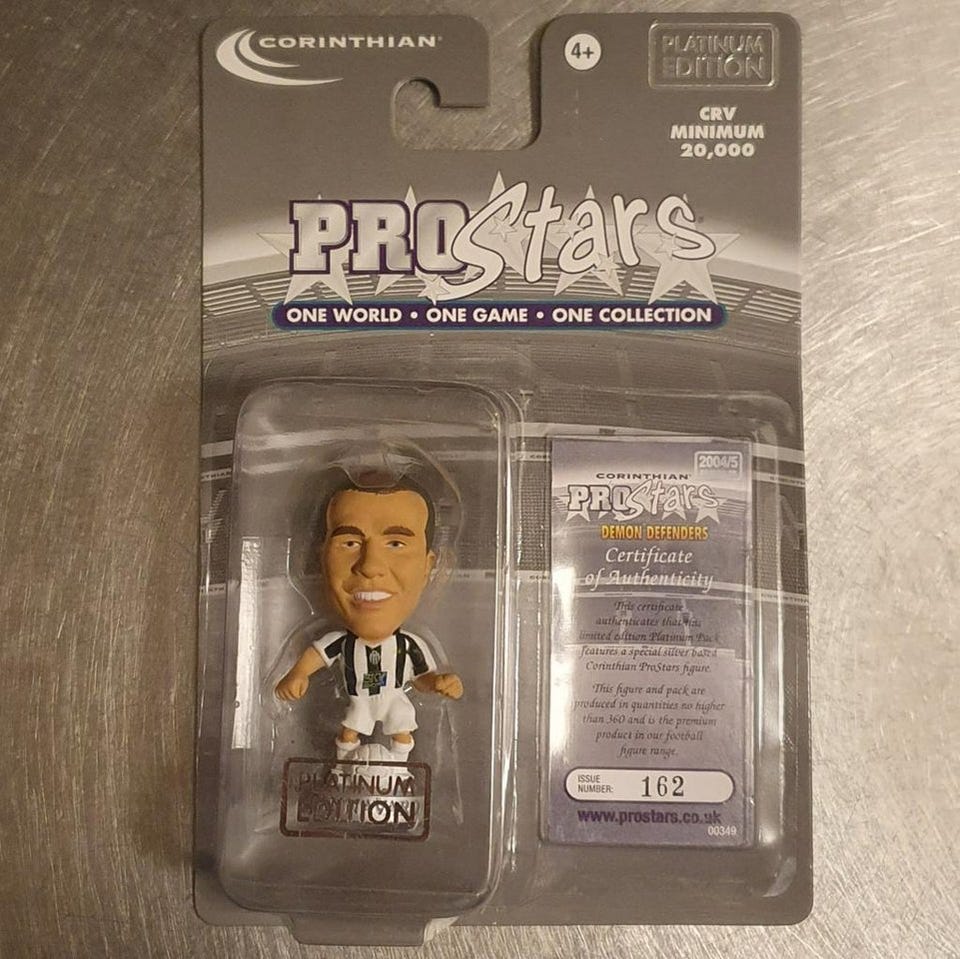 CORINTHIAN
4+
PLATINUM
EDITION
CRV
MINIMUM
20,000
PROStars
ONE WORLD • ONE GAME • ONE COLLECTION
2004/5
CORINTHIAN
PROStars
DEMON DEFENDERS
Certificate
of Authenticity
This certificate
authenticates that this
limited edition Platinum Pack
features a special silver based
Corinthian ProStars figure.
This figure and pack are
produced in quantities no higher
than 360 and is the premium
product in our football
figure range.
ISSUE
NUMBER: 162
www.prostars.co.uk
00349
PLATINUM
EDITION